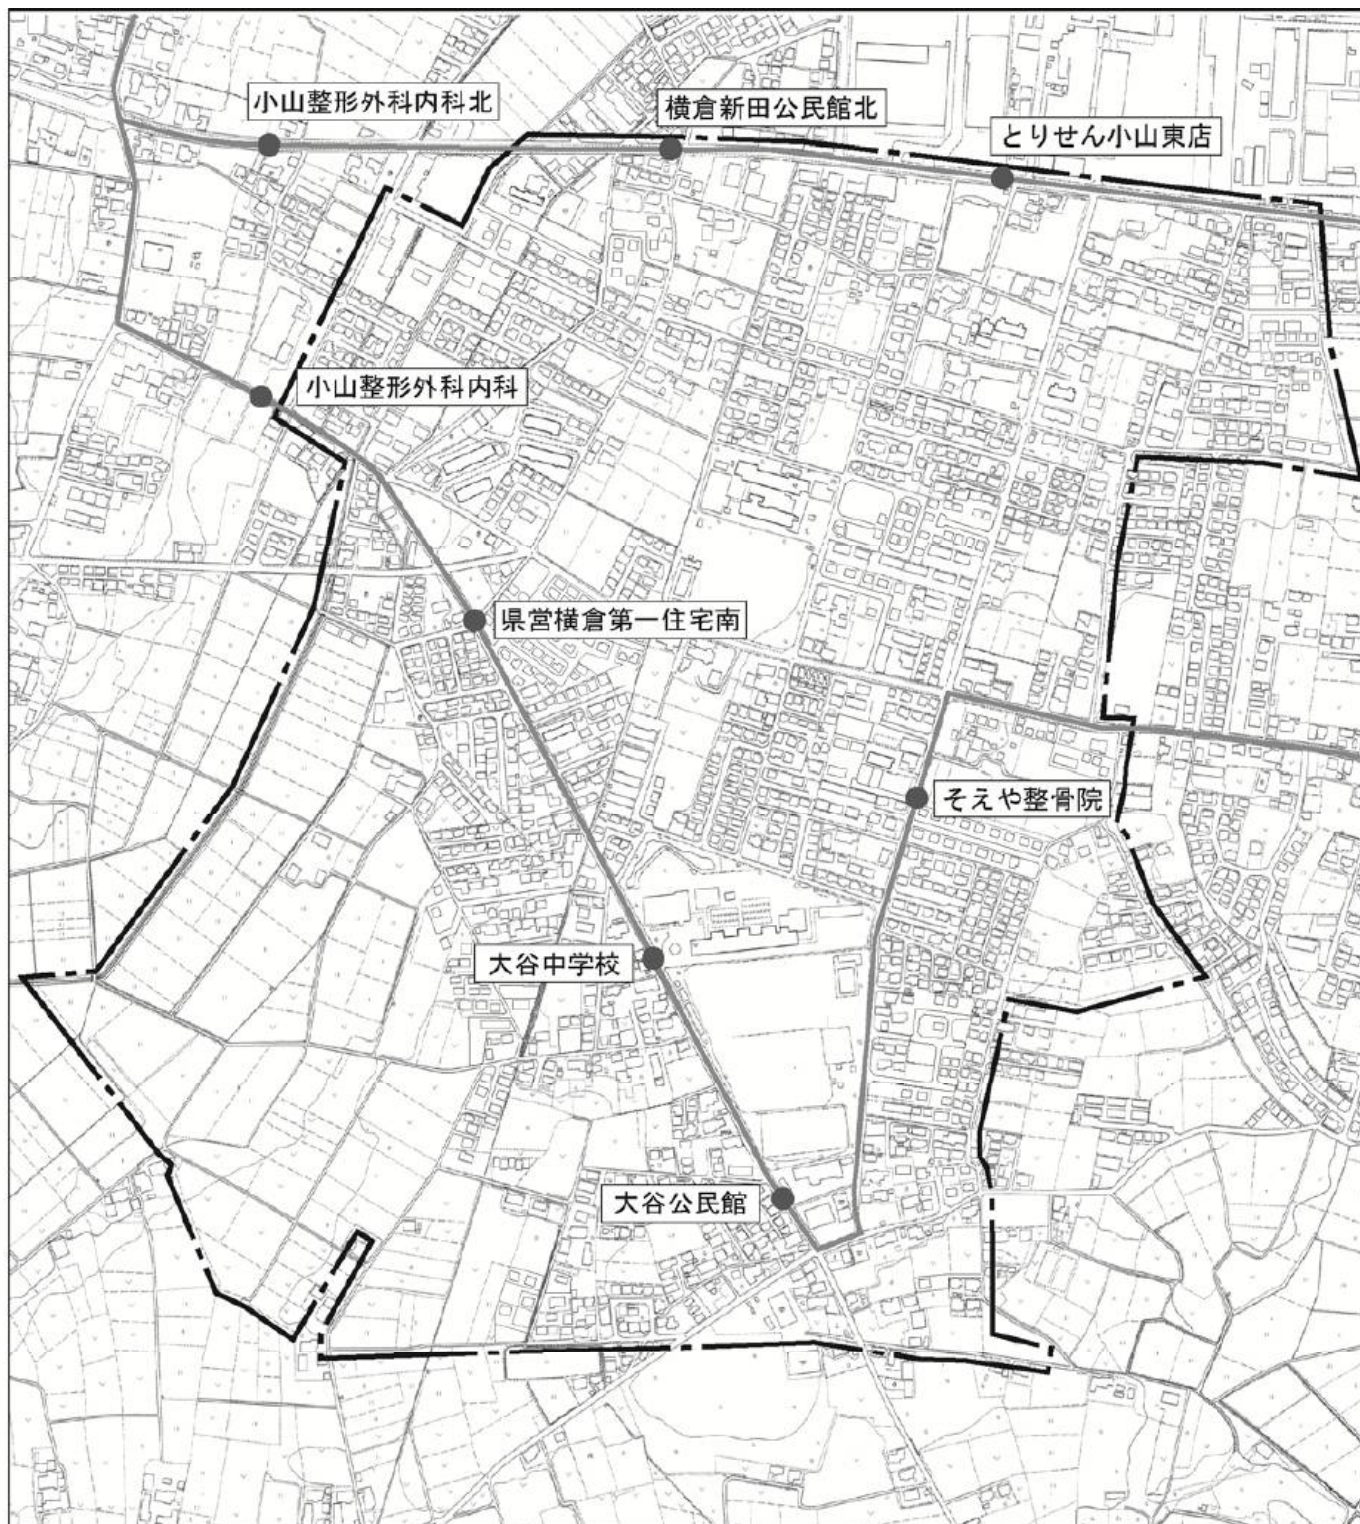 小山整形外科内科北
横倉新田公民館北
とりせん小山東店
小山整形外科内科
県営横倉第一住宅南
そえや整骨院
大谷中学校
大谷公民館